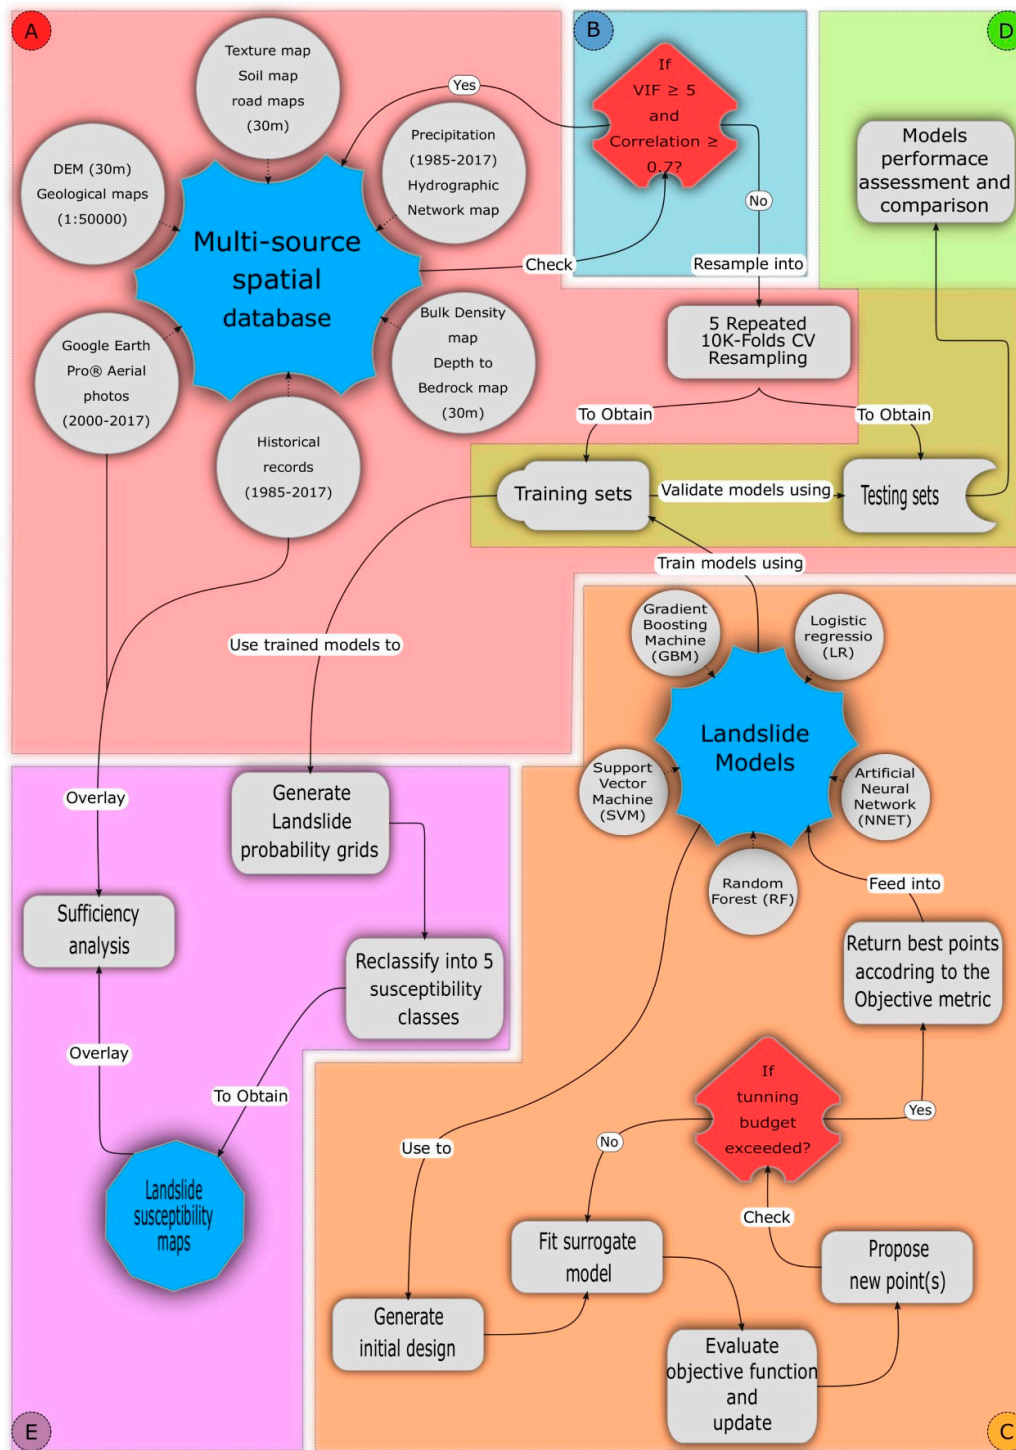 A
Texture map
Soil map
road maps
(30m)
DEM (30m)
Geological maps
(1:50000)
Precipitation
(1985-2017)
Hydrographic
Network map
Multi-source
spatial
database
Google Earth
Pro® Aerial
photos
(2000-2017)
Bulk Density
map
Depth to
Bedrock map
(30m)
Historical
records
(1985-2017)
Yes
Check
B
If
VIF ≥ 5
and
Correlation ≥
0.7?
No
Resample into
D
Models
performace
assessment and
comparison
5 Repeated
10K-Folds CV
Resampling
To Obtain
To Obtain
Training sets
Validate models using
Testing sets
Train models using
Use trained models to
Gradient
Boosting
Machine
(GBM)
Logistic
regressio
(LR)
Landslide
Models
Support
Vector
Machine
(SVM)
Artificial
Neural
Network
(NNET)
Random
Forest (RF)
Feed into
Return best points
accodring to the
Objective metric
If
tunning
budget
exceeded?
Yes
No
Check
Use to
Fit surrogate
model
Propose
new point(s)
Generate
initial design
Evaluate
objective function
and
update
C
Overlay
Generate
Landslide
probability grids
Sufficiency
analysis
Reclassify into 5
susceptibility
classes
Overlay
To Obtain
Landslide
susceptibility
maps
E